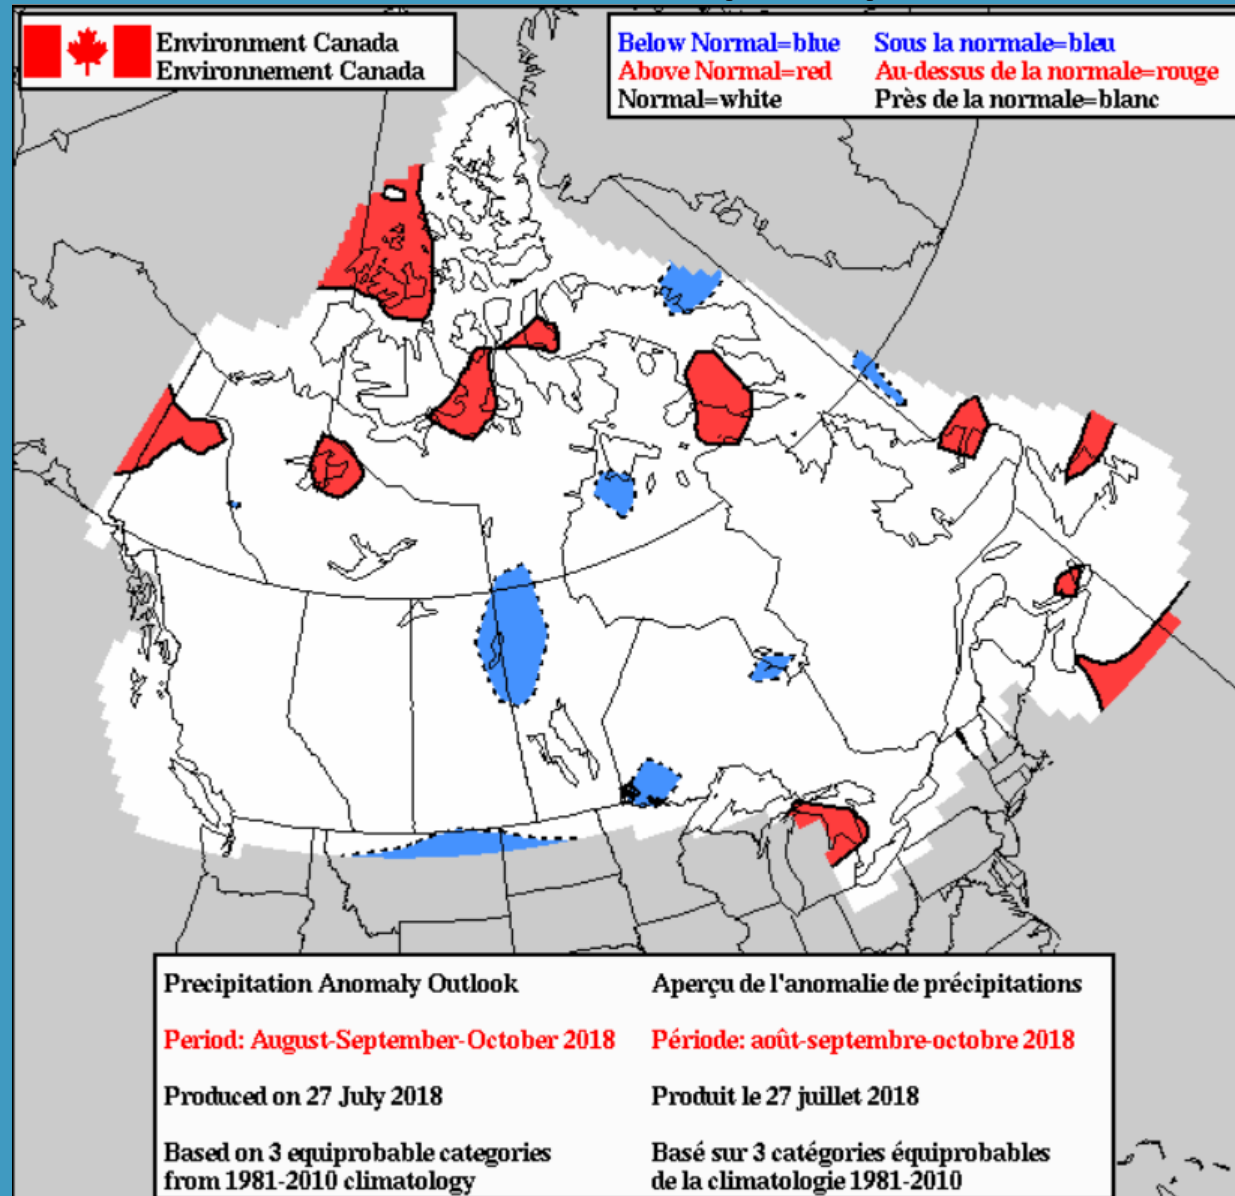 Environment Canada
Environnement Canada
Below Normal=blue Sous la normale=bleu
Above Normal=red Au-dessus de la normale=rouge
Normal=white Près de la normale=blanc
Precipitation Anomaly Outlook Aperçu de l'anomalie de précipitations
Period: August-September-October 2018 Période: août-septembre-octobre 2018
Produced on 27 July 2018 Produit le 27 juillet 2018
Based on 3 equiprobable categories Basé sur 3 catégories équiprobables
from 1981-2010 climatology de la climatologie 1981-2010